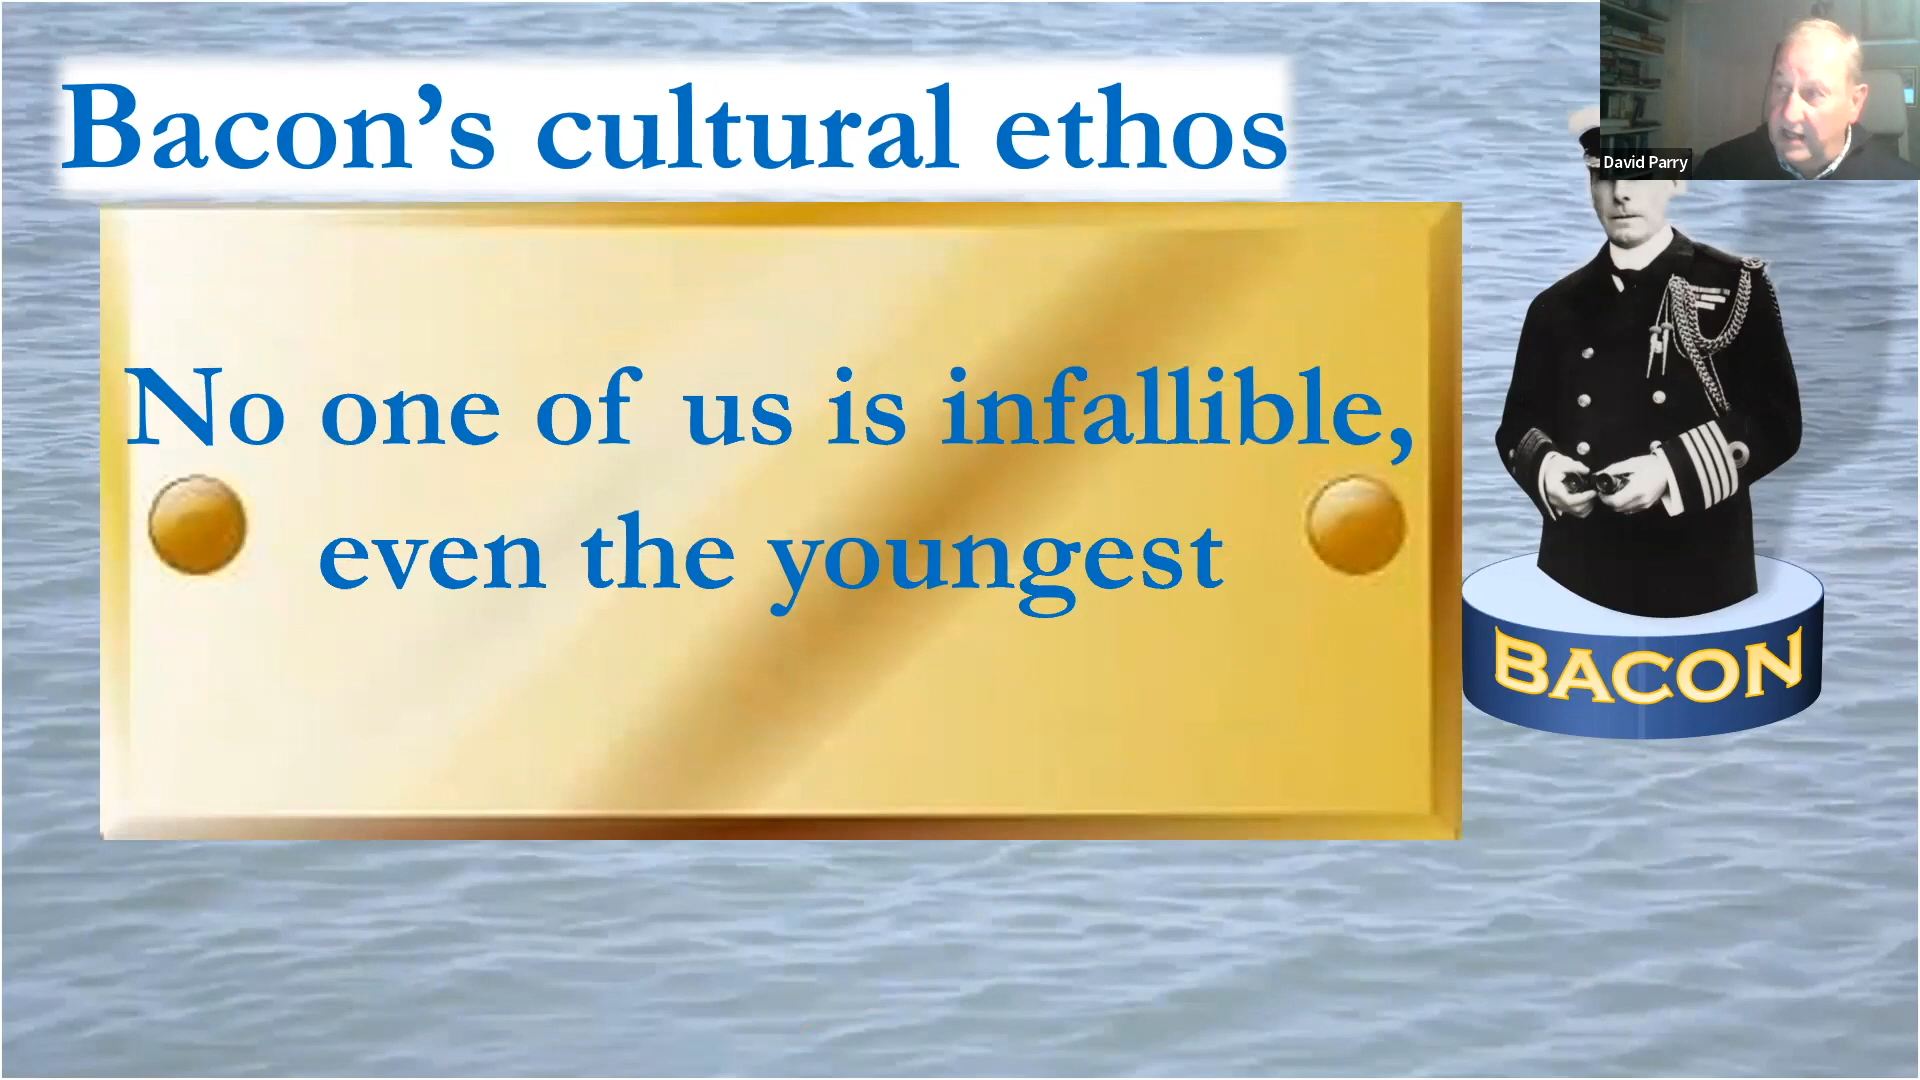 Bacon’s cultural ethos
David Parry
No one of us is infallible,
even the youngest
BACON